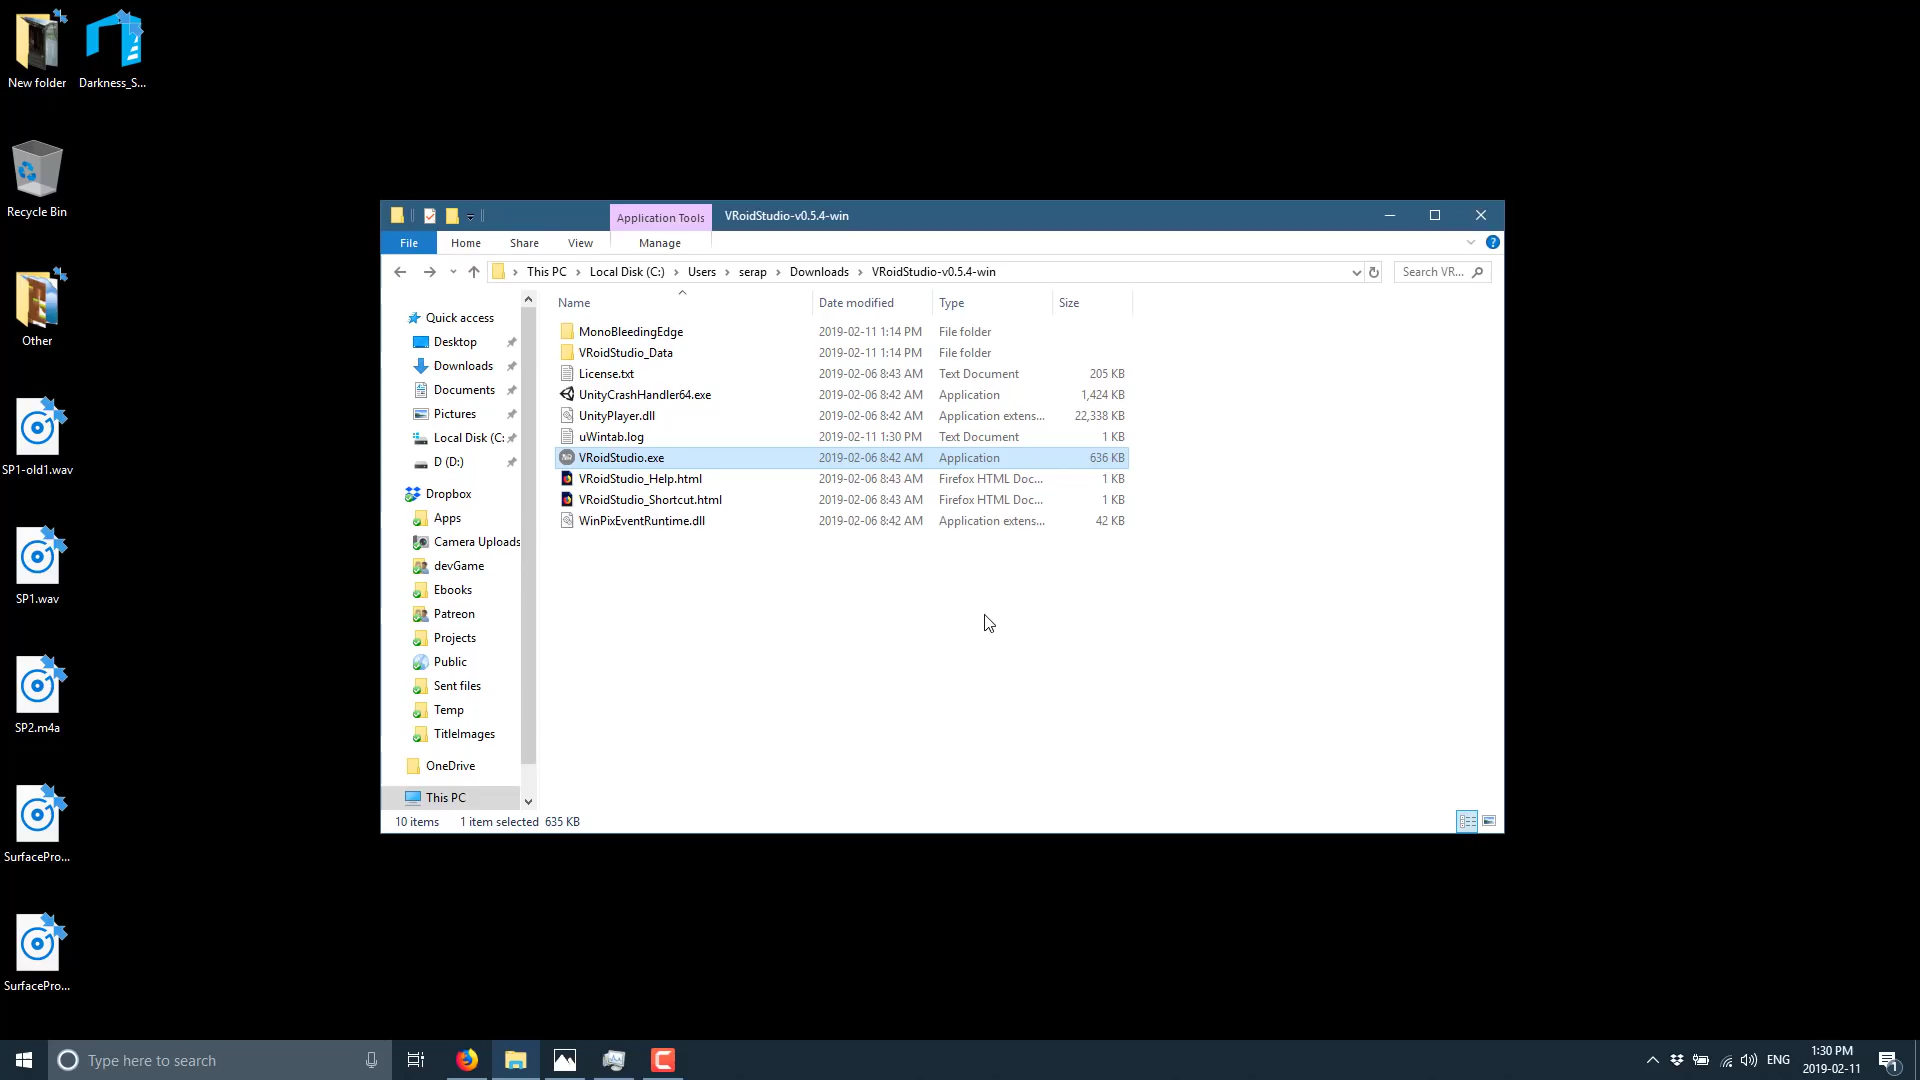 New folder
Darkness_S...
Recycle Bin
Other
SP1-old1.wav
SP1.wav
SP2.m4a
SurfacePro...
SurfacePro...
Application Tools
VRoidStudio-v0.5.4-win
File
Home
Share
View
Manage
This PC
Local Disk (C:)
Users
serap
Downloads
VRoidStudio-v0.5.4-win
Search VR...
Quick access
Desktop
Downloads
Documents
Pictures
Local Disk (C:
D (D:)
Dropbox
Apps
Camera Uploads
devGame
Ebooks
Patreon
Projects
Public
Sent files
Temp
TitleImages
OneDrive
This PC
Name Date modified Type Size
MonoBleedingEdge 2019-02-11 1:14 PM File folder
VRoidStudio_Data 2019-02-11 1:14 PM File folder
License.txt 2019-02-06 8:43 AM Text Document 205 KB
UnityCrashHandler64.exe 2019-02-06 8:42 AM Application 1,424 KB
UnityPlayer.dll 2019-02-06 8:42 AM Application extens... 22,338 KB
uWintab.log 2019-02-11 1:30 PM Text Document 1 KB
VRoidStudio.exe 2019-02-06 8:42 AM Application 636 KB
VRoidStudio_Help.html 2019-02-06 8:43 AM Firefox HTML Doc... 1 KB
VRoidStudio_Shortcut.html 2019-02-06 8:43 AM Firefox HTML Doc... 1 KB
WinPixEventRuntime.dll 2019-02-06 8:42 AM Application extens... 42 KB
10 items 1 item selected 635 KB
Type here to search
ENG
1:30 PM
2019-02-11
1